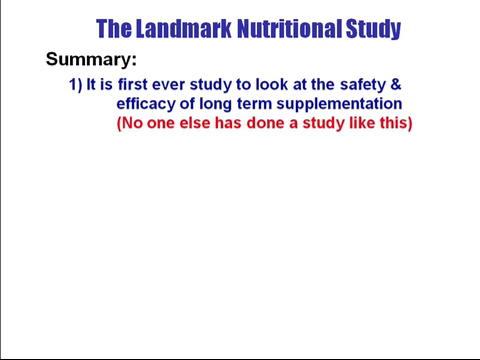 The Landmark Nutritional Study
Summary:
1) It is first ever study to look at the safety &
efficacy of long term supplementation
(No one else has done a study like this)